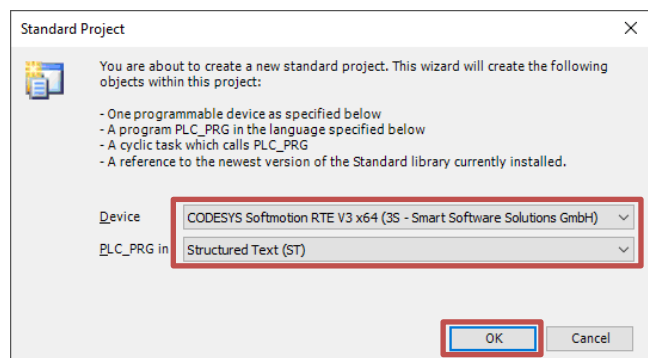 Standard Project
You are about to create a new standard project. This wizard will create the following
objects within this project:
- One programmable device as specified below
- A program PLC_PRG in the language specified below
- A cyclic task which calls PLC_PRG
- A reference to the newest version of the Standard library currently installed.
Device CODESYS Softmotion RTE V3 x64 (3S - Smart Software Solutions GmbH)
PLC_PRG in Structured Text (ST)
OK Cancel